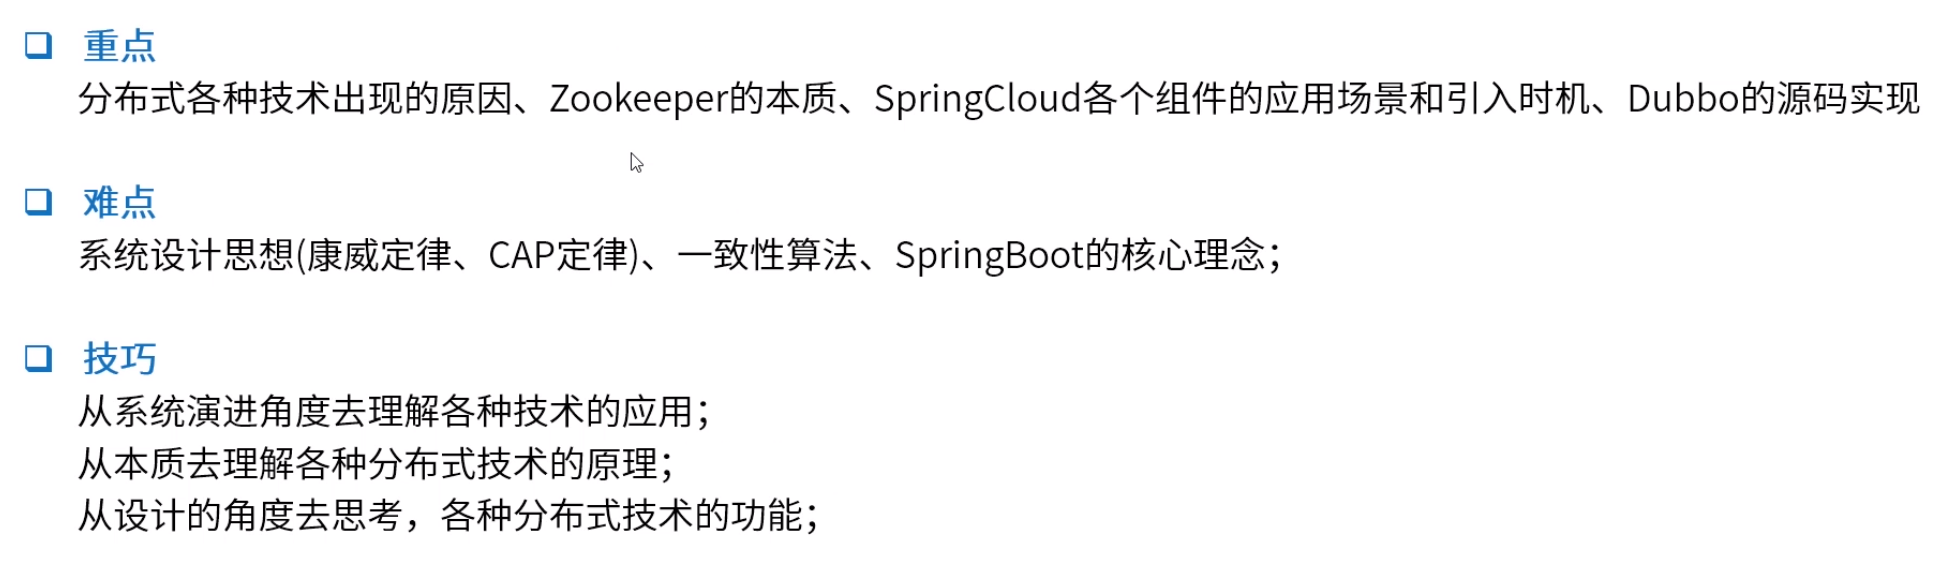 重点
分布式各种技术出现的原因、Zookeeper的本质、SpringCloud各个组件的应用场景和引入时机、Dubbo的源码实现
难点
系统设计思想(康威定律、CAP定律)、一致性算法、SpringBoot的核心理念；
技巧
从系统演进角度去理解各种技术的应用；
从本质去理解各种分布式技术的原理；
从设计的角度去思考，各种分布式技术的功能；